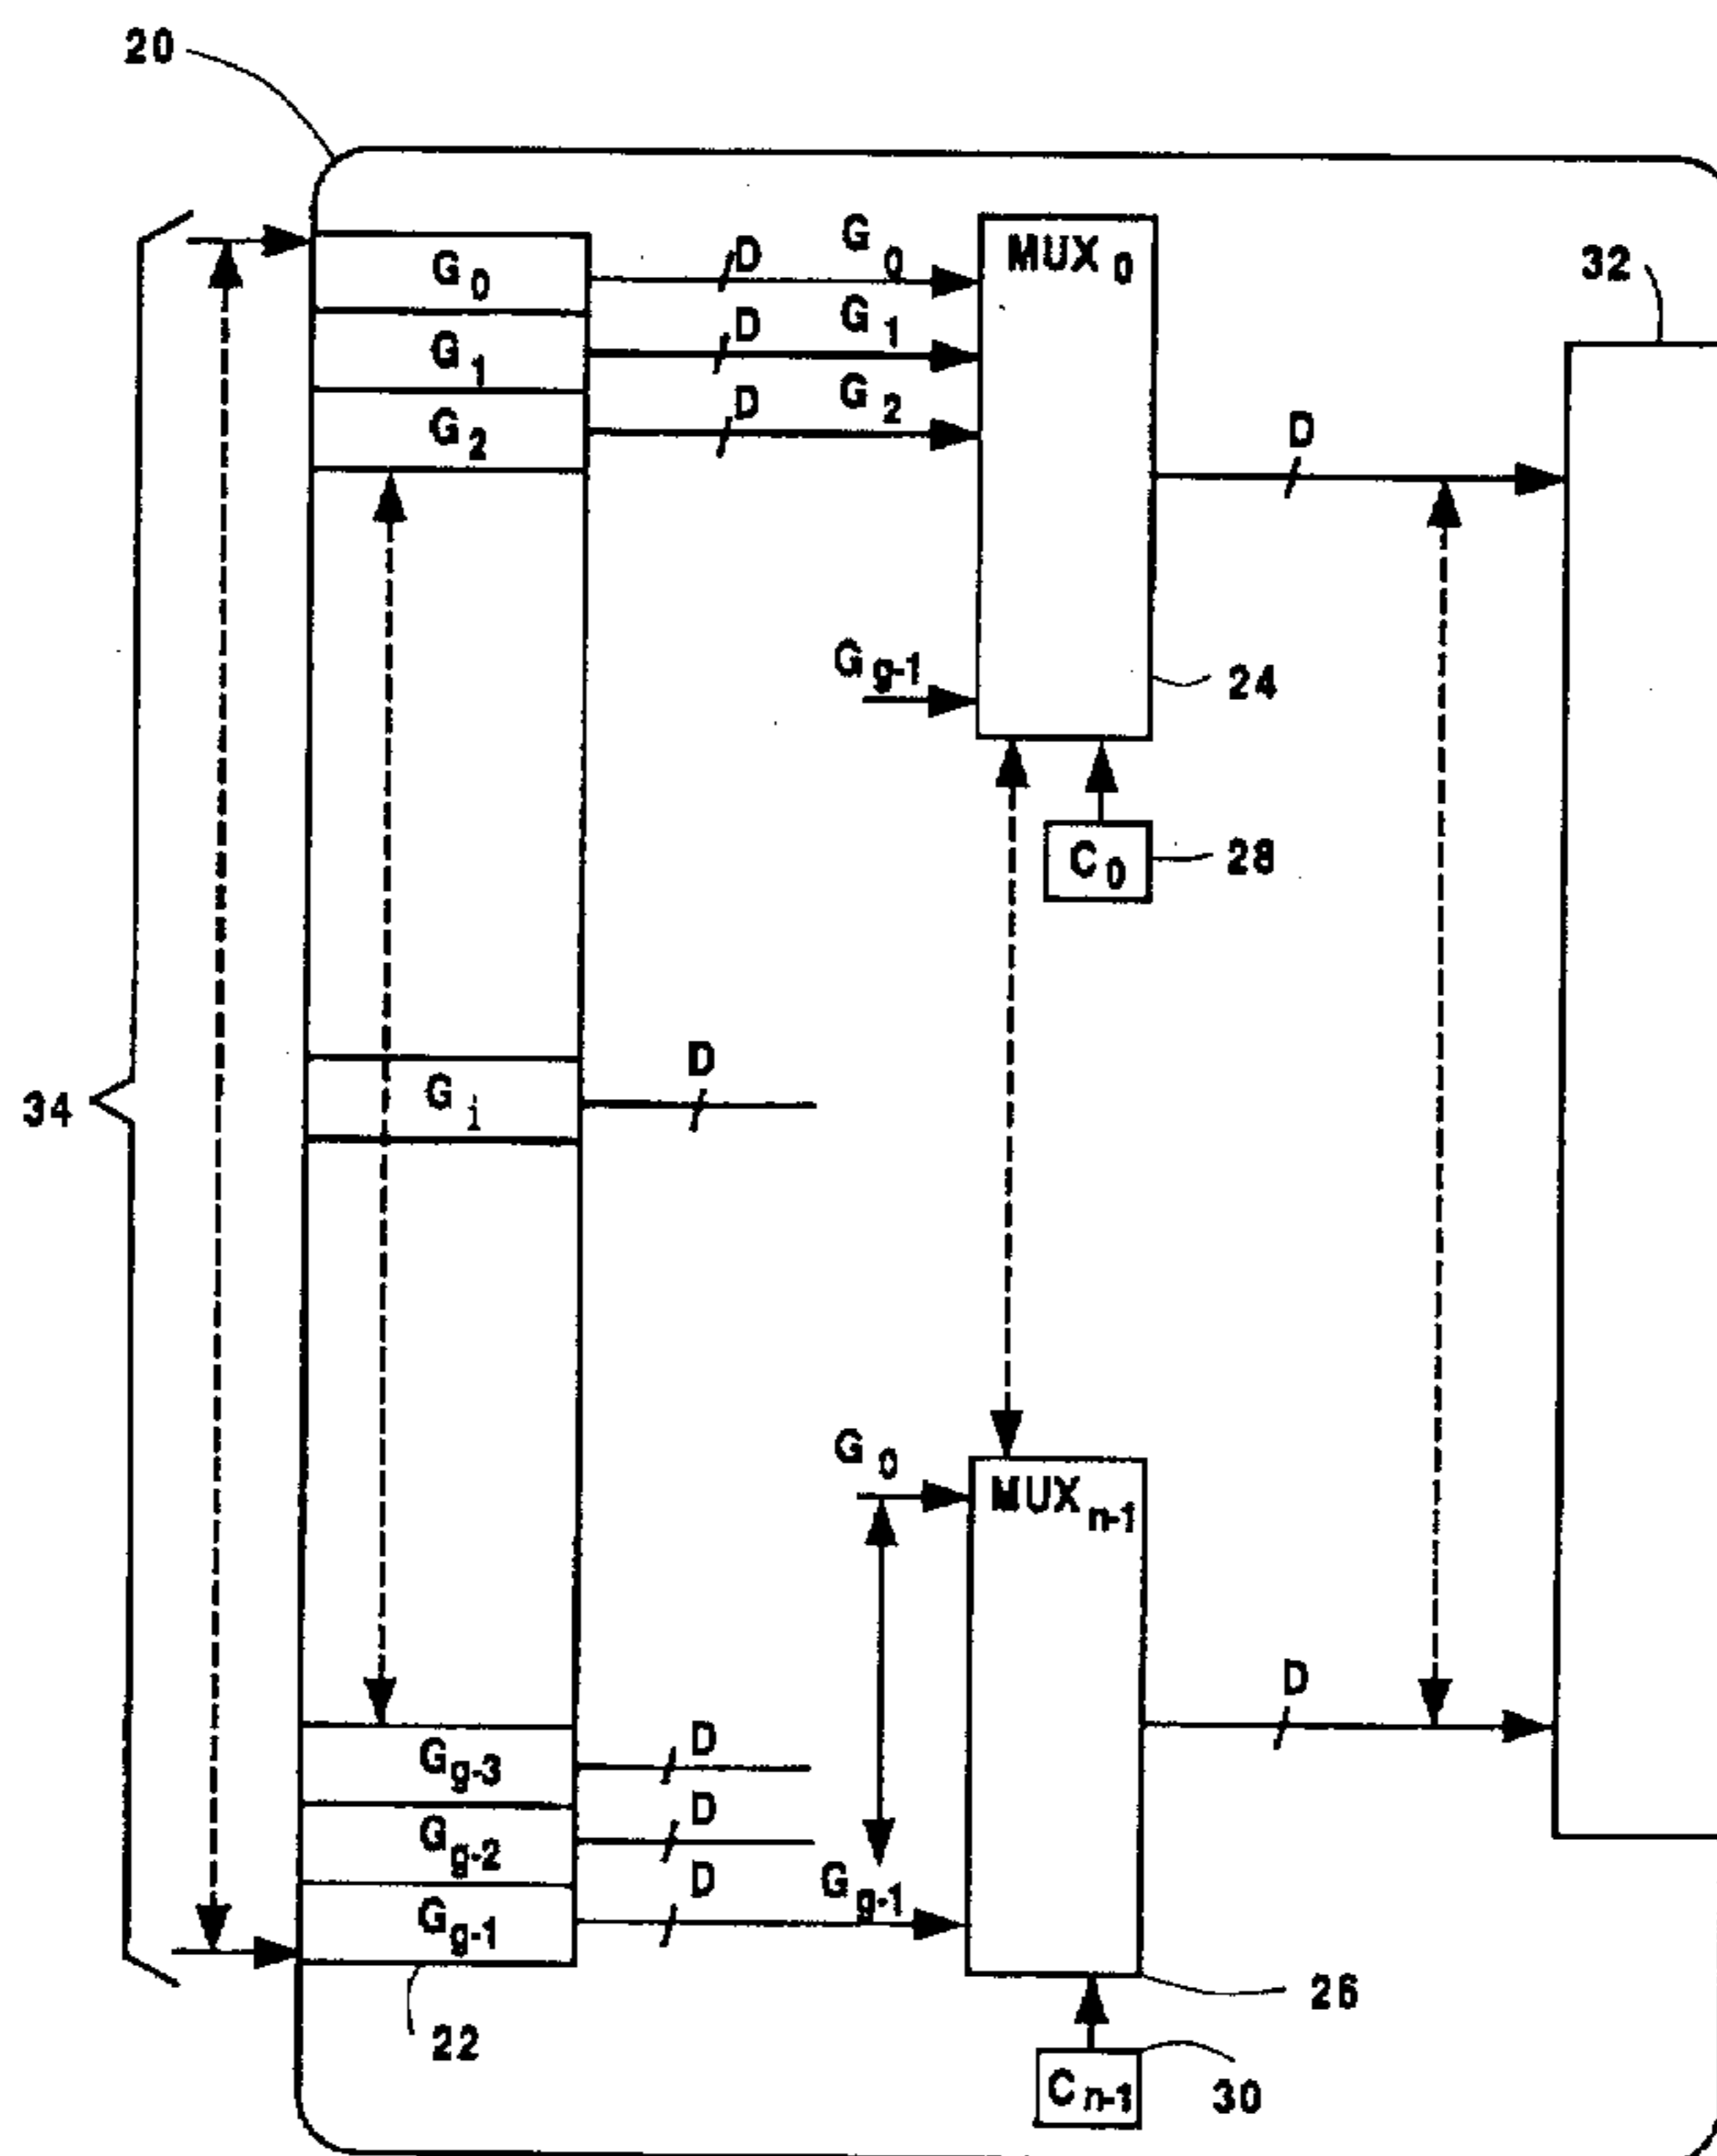 20
G0 D G0 MUX0 32
G1 D G1
G2 D G2 D
Gg-1 24
C0 28
34 Gi D
G0 MUXn-1
D
Gg-3 D
Gg-2 D
Gg-1 D Gg-1
26
22
Cn-1 30